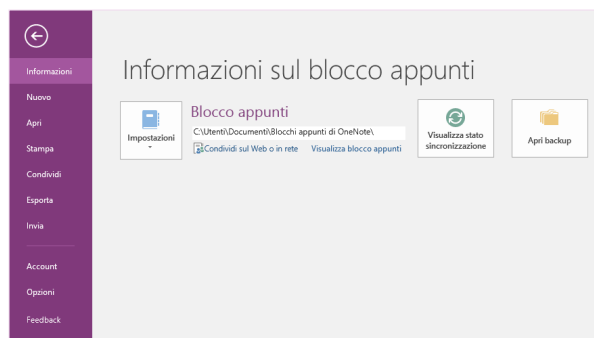 Informazioni
Nuovo
Apri
Stampa
Condividi
Esporta
Invia
Account
Opzioni
Feedback
Informazioni sul blocco appunti
Impostazioni
Blocco appunti
C:\Utenti\Documenti\Blocchi appunti di OneNote\
Condividi sul Web o in rete Visualizza blocco appunti
Visualizza stato
sincronizzazione
Apri backup